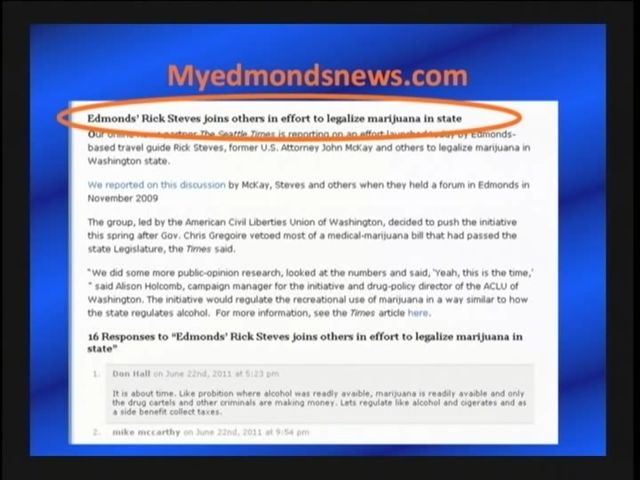 Myedmondsnews.com
Edmonds' Rick Steves joins others in effort to legalize marijuana in state
Our online news partner The Seattle Times is reporting on an effort launched today by Edmonds-
based travel guide Rick Steves, former U.S. Attorney John McKay and others to legalize marijuana in
Washington state.
We reported on this discussion by McKay, Steves and others when they held a forum in Edmonds in
November 2009
The group, led by the American Civil Liberties Union of Washington, decided to push the initiative
this spring after Gov. Chris Gregoire vetoed most of a medical-marijuana bill that had passed the
state Legislature, the Times said.
"We did some more public-opinion research, looked at the numbers and said, 'Yeah, this is the time,'
" said Alison Holcomb, campaign manager for the initiative and drug-policy director of the ACLU of
Washington. The initiative would regulate the recreational use of marijuana in a way similar to how
the state regulates alcohol. For more information, see the Times article here.
16 Responses to "Edmonds' Rick Steves joins others in effort to legalize marijuana in
state"
1. Don Hall on June 22nd, 2011 at 5:23 pm
It is about time. Like probition where alcohol was readly avaible, marijuana is readily avaible and only
the drug cartels and other criminals are making money. Lets regulate like alcohol and cigerates and as
a side benefit collect taxes.
2. mike mccarthy on June 22nd, 2011 at 9:54 pm